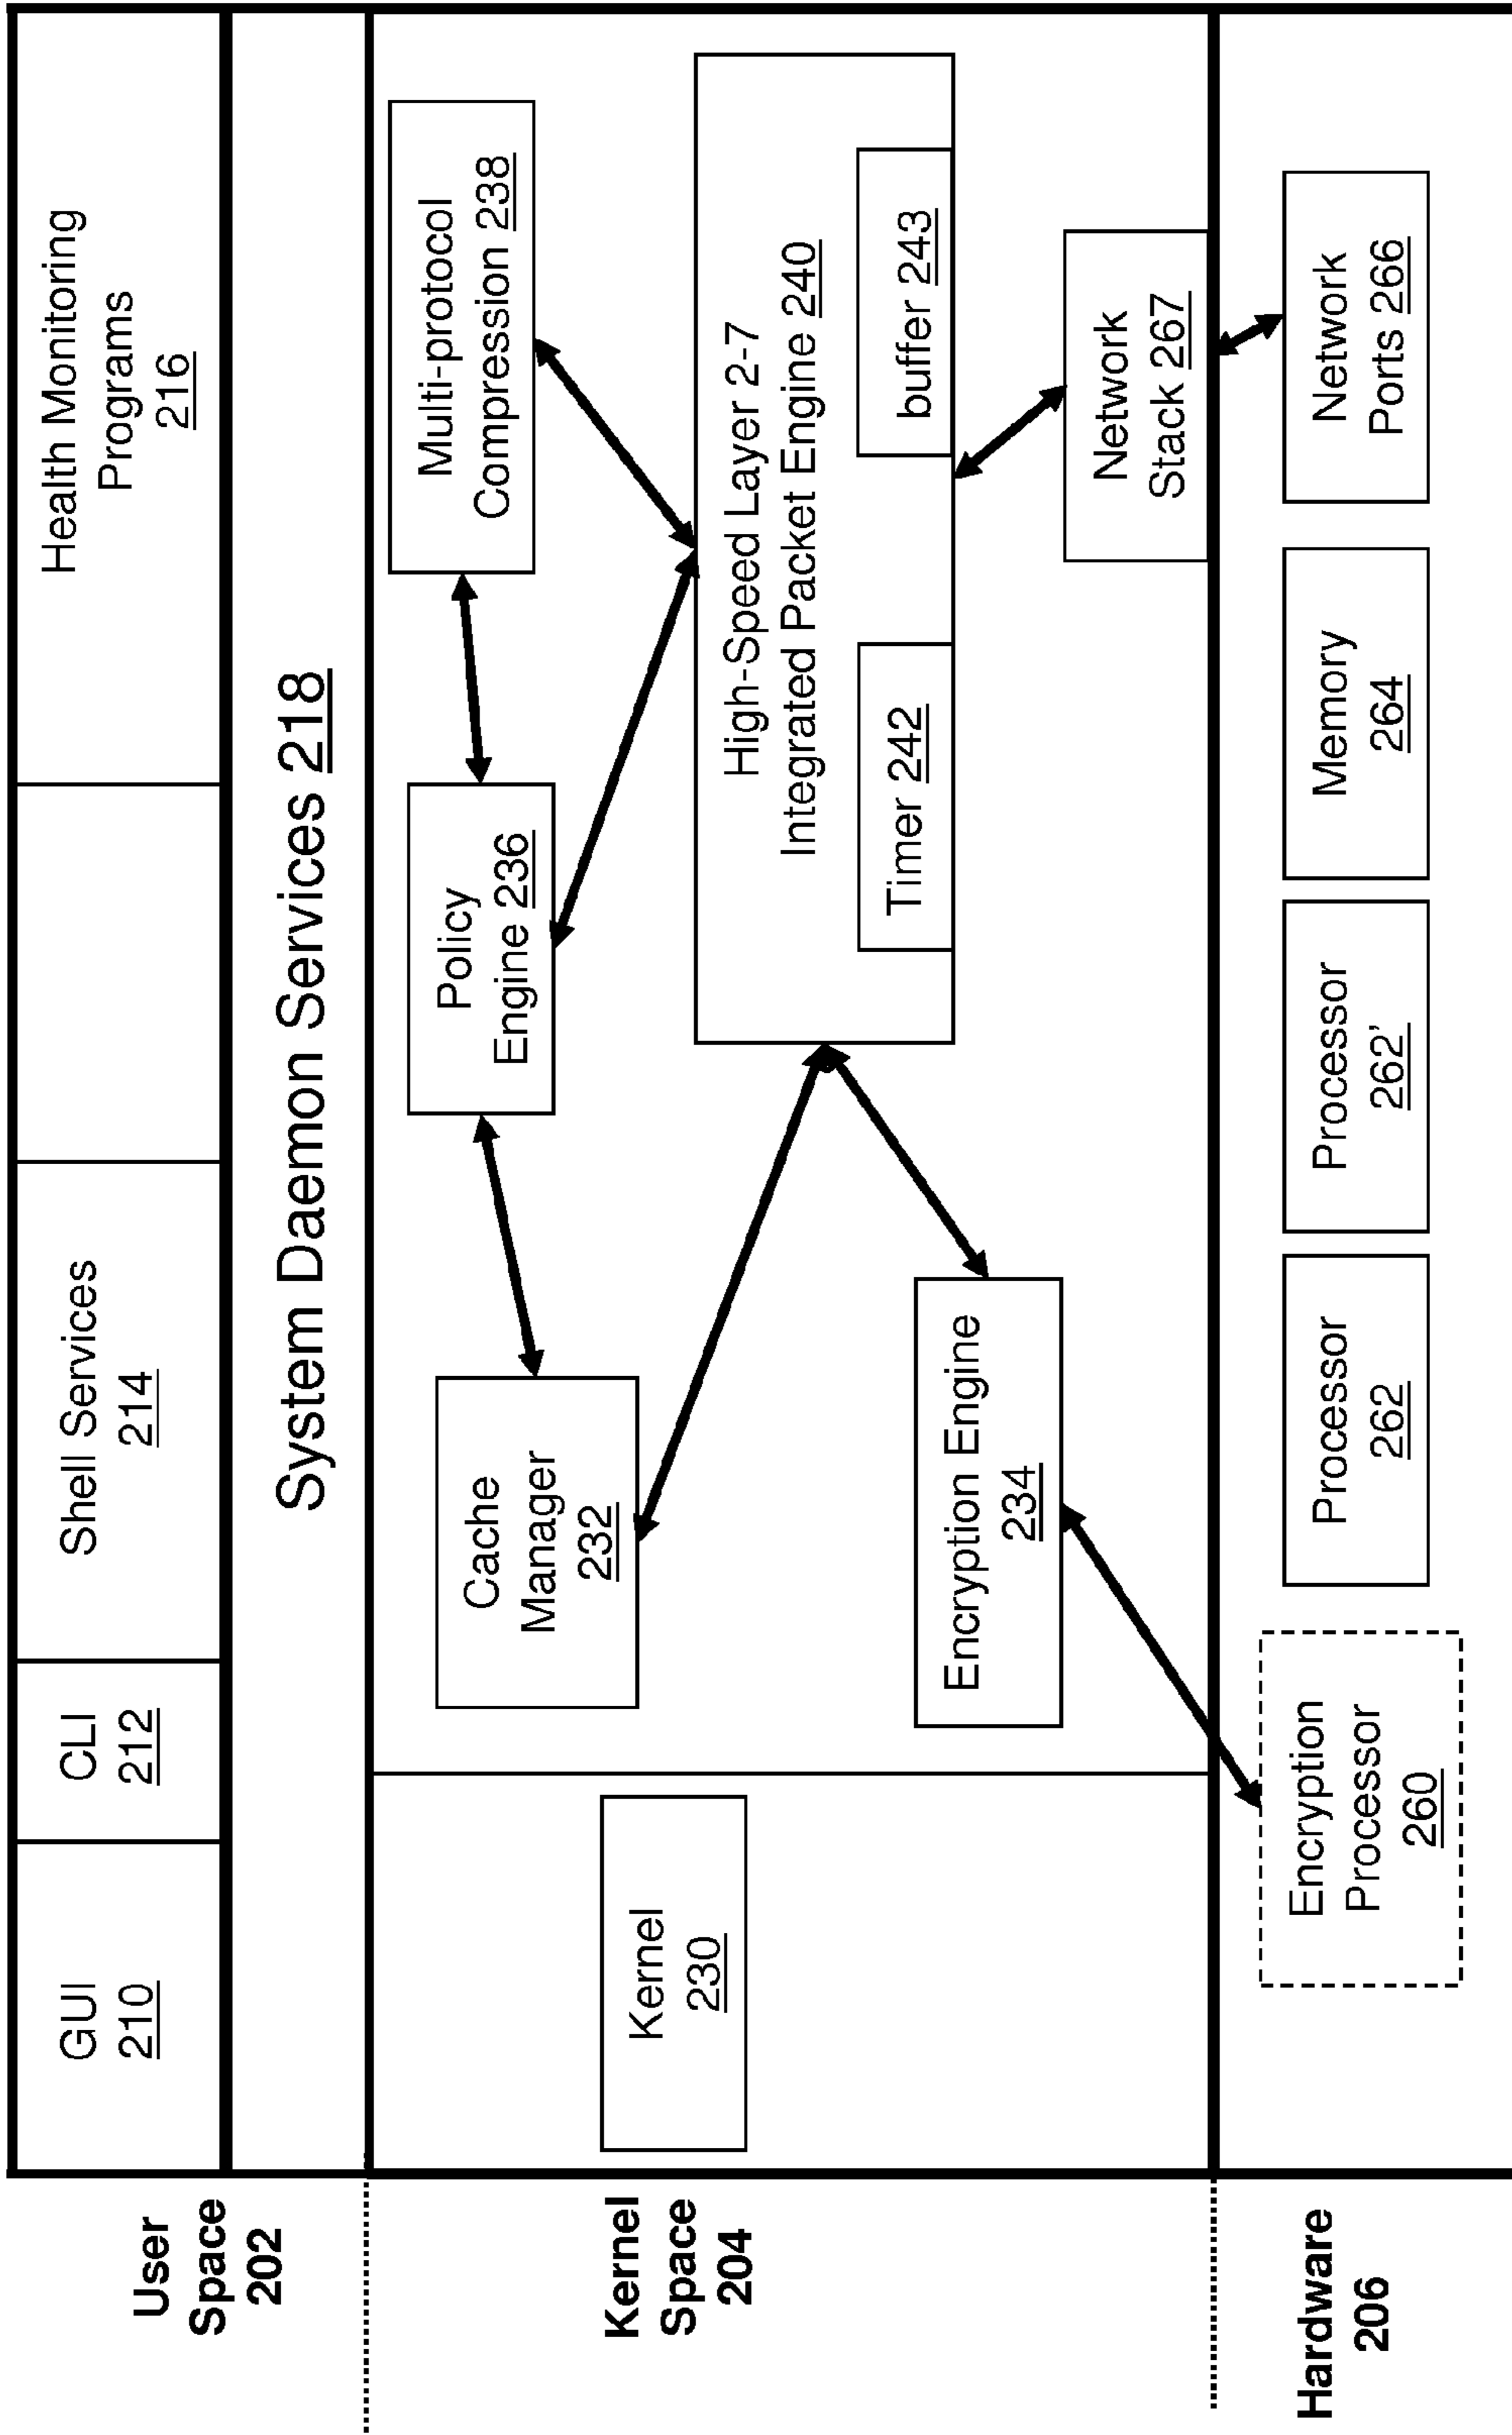 User
Space
202
GUI
210
CLI
212
Shell Services
214
Health Monitoring
Programs
216
System Daemon Services 218
Kernel
Space
204
Kernel
230
Cache
Manager
232
Policy
Engine 236
Multi-protocol
Compression 238
High-Speed Layer 2-7
Integrated Packet Engine 240
Timer 242
buffer 243
Encryption Engine
234
Network
Stack 267
Hardware
206
Encryption
Processor
260
Processor
262
Processor
262'
Memory
264
Network
Ports 266